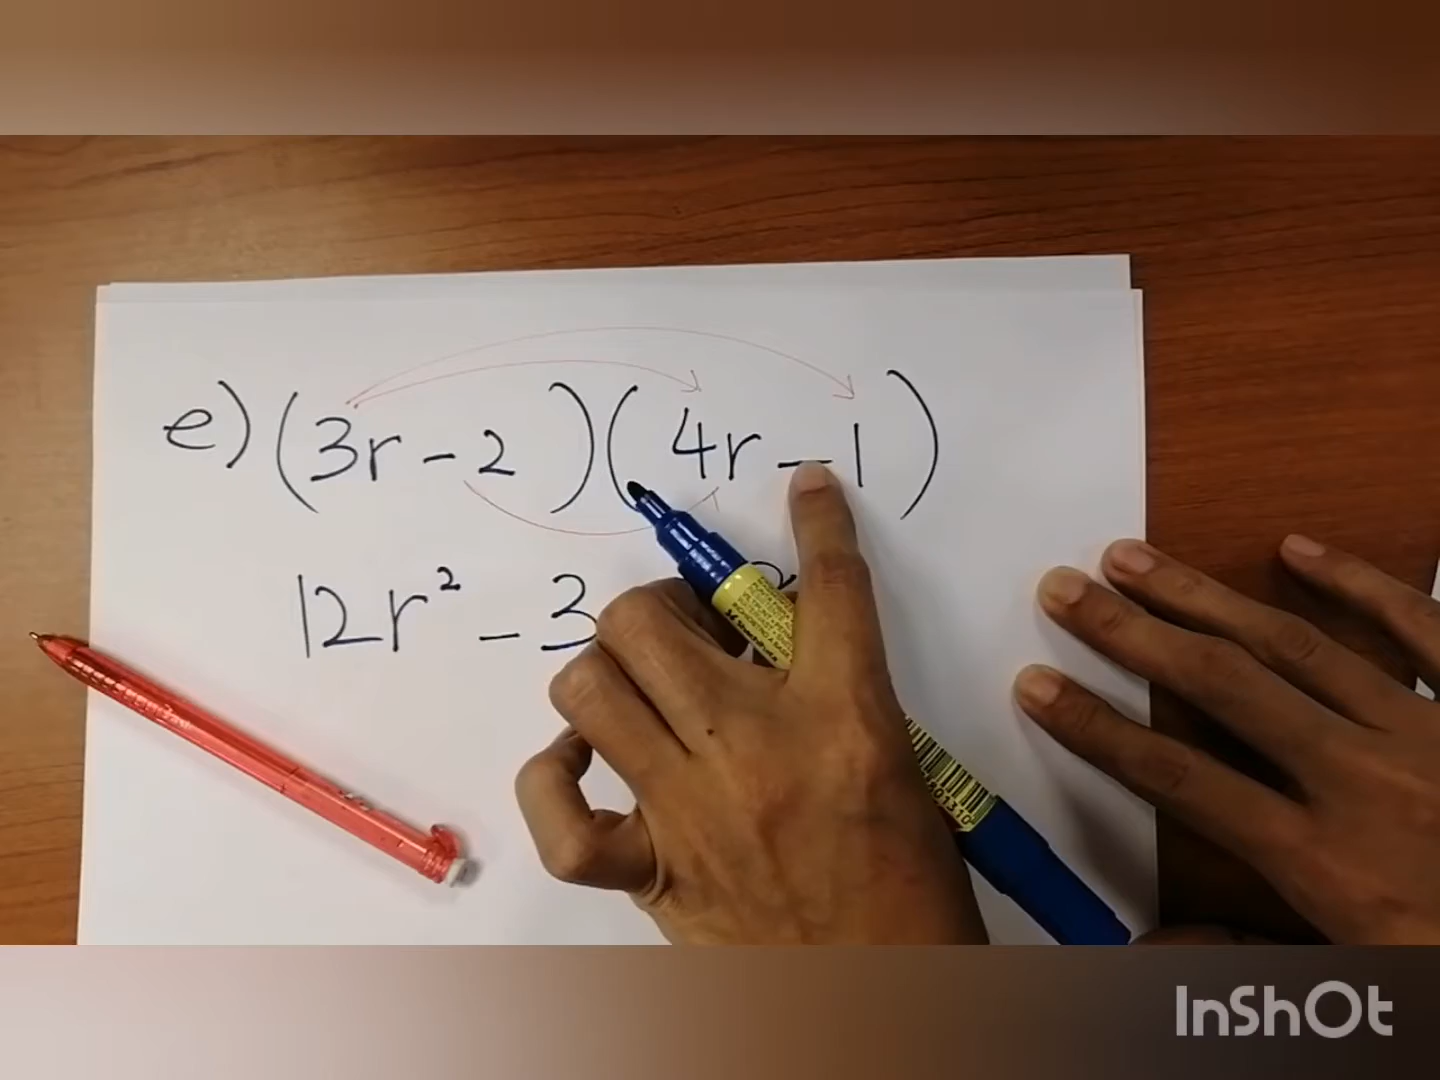 e) (3r - 2) (4r - 1)
12r² - 3
InShOt